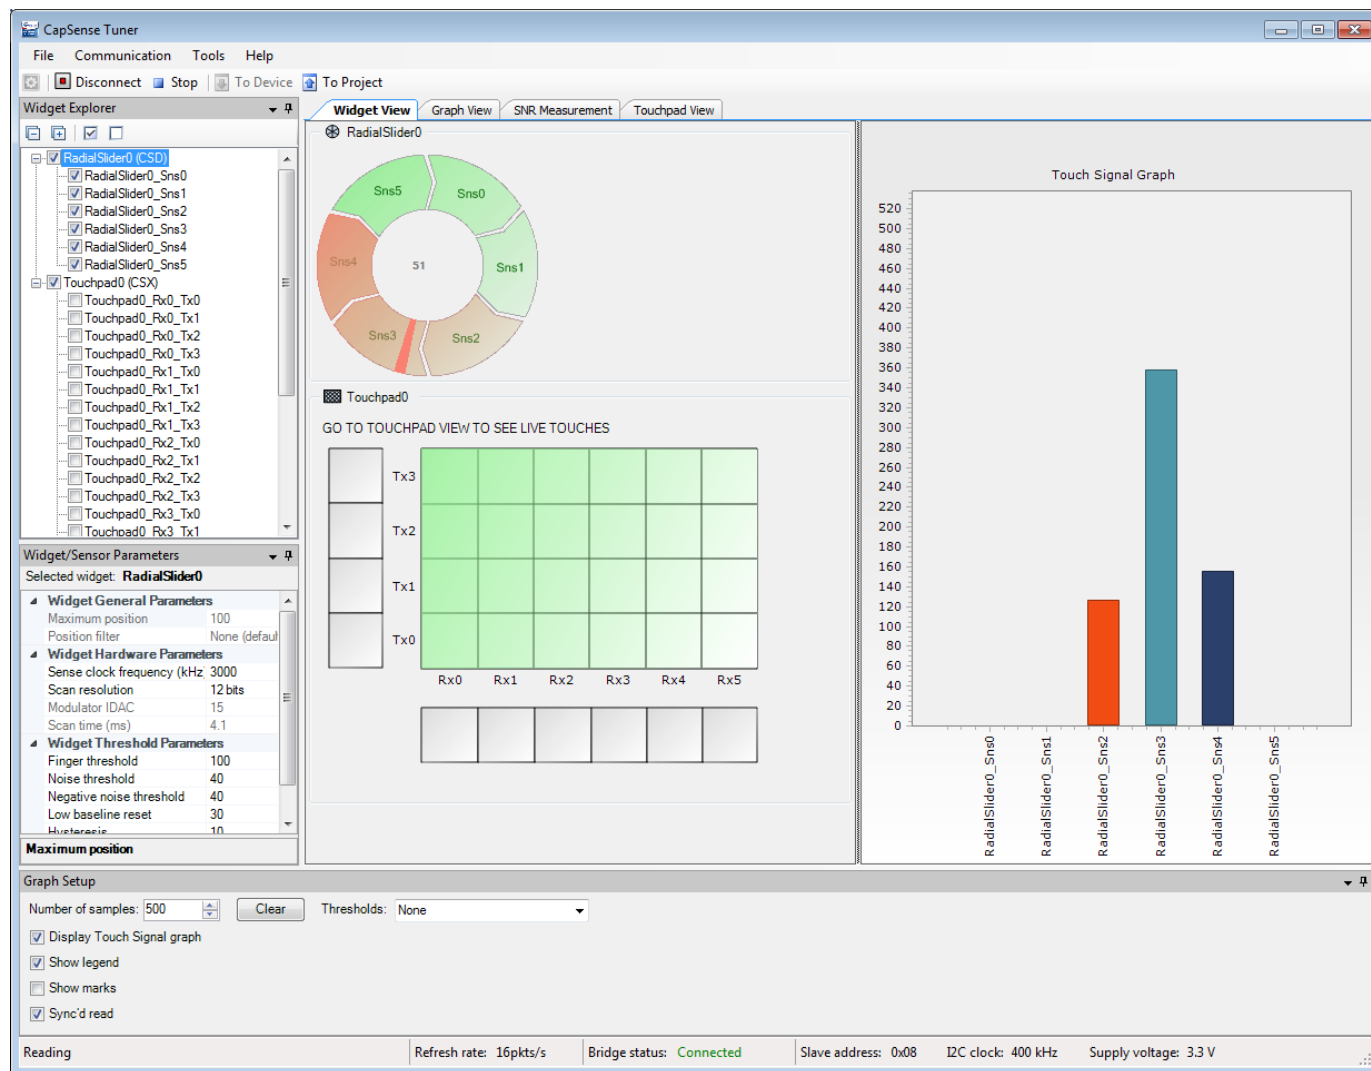 CapSense Tuner
File Communication Tools Help
Disconnect Stop To Device To Project
Widget Explorer
RadialSlider0 (CSD)
RadialSlider0_Sns0
RadialSlider0_Sns1
RadialSlider0_Sns2
RadialSlider0_Sns3
RadialSlider0_Sns4
RadialSlider0_Sns5
Touchpad0 (CSX)
Touchpad0_Rx0_Tx0
Touchpad0_Rx0_Tx1
Touchpad0_Rx0_Tx2
Touchpad0_Rx0_Tx3
Touchpad0_Rx1_Tx0
Touchpad0_Rx1_Tx1
Touchpad0_Rx1_Tx2
Touchpad0_Rx1_Tx3
Touchpad0_Rx2_Tx0
Touchpad0_Rx2_Tx1
Touchpad0_Rx2_Tx2
Touchpad0_Rx2_Tx3
Touchpad0_Rx3_Tx0
Touchpad0_Rx3_Tx1
Widget/Sensor Parameters
Selected widget: RadialSlider0
Widget General Parameters
Maximum position 100
Position filter None (defaul
Widget Hardware Parameters
Sense clock frequency (kHz 3000
Scan resolution 12 bits
Modulator IDAC 15
Scan time (ms) 4.1
Widget Threshold Parameters
Finger threshold 100
Noise threshold 40
Negative noise threshold 40
Low baseline reset 30
Hysteresis 10
Maximum position
Widget View Graph View SNR Measurement Touchpad View
RadialSlider0
Sns5 Sns0
Sns4 51 Sns1
Sns3 Sns2
Touchpad0
GO TO TOUCHPAD VIEW TO SEE LIVE TOUCHES
Tx3
Tx2
Tx1
Tx0
Rx0 Rx1 Rx2 Rx3 Rx4 Rx5
Touch Signal Graph
520
500
480
460
440
420
400
380
360
340
320
300
280
260
240
220
200
180
160
140
120
100
80
60
40
20
0
RadialSlider0_Sns0
RadialSlider0_Sns1
RadialSlider0_Sns2
RadialSlider0_Sns3
RadialSlider0_Sns4
RadialSlider0_Sns5
Graph Setup
Number of samples: 500 Clear Thresholds: None
Display Touch Signal graph
Show legend
Show marks
Sync'd read
Reading Refresh rate: 16pkts/s Bridge status: Connected Slave address: 0x08 I2C clock: 400 kHz Supply voltage: 3.3 V